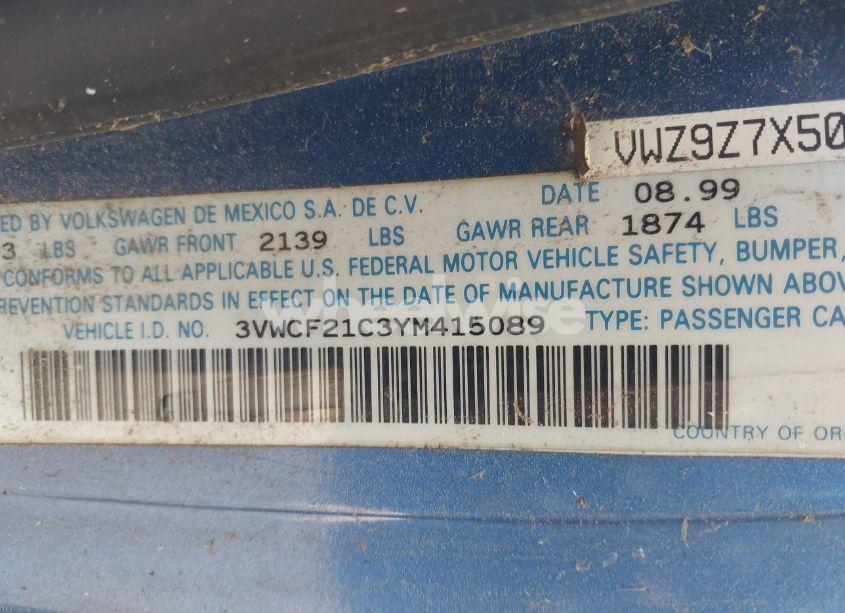 VWZ9Z7X50
ED BY VOLKSWAGEN DE MEXICO S.A. DE C.V. DATE 08.99
3 LBS GAWR FRONT 2139 LBS GAWR REAR 1874 LBS
CONFORMS TO ALL APPLICABLE U.S. FEDERAL MOTOR VEHICLE SAFETY, BUMPER,
REVENTION STANDARDS IN EFFECT ON THE DATE OF MANUFACTURE SHOWN ABOV
wheelwise
VEHICLE I.D. NO. 3VWCF21C3YM415089 TYPE: PASSENGER CA
COUNTRY OF ORI